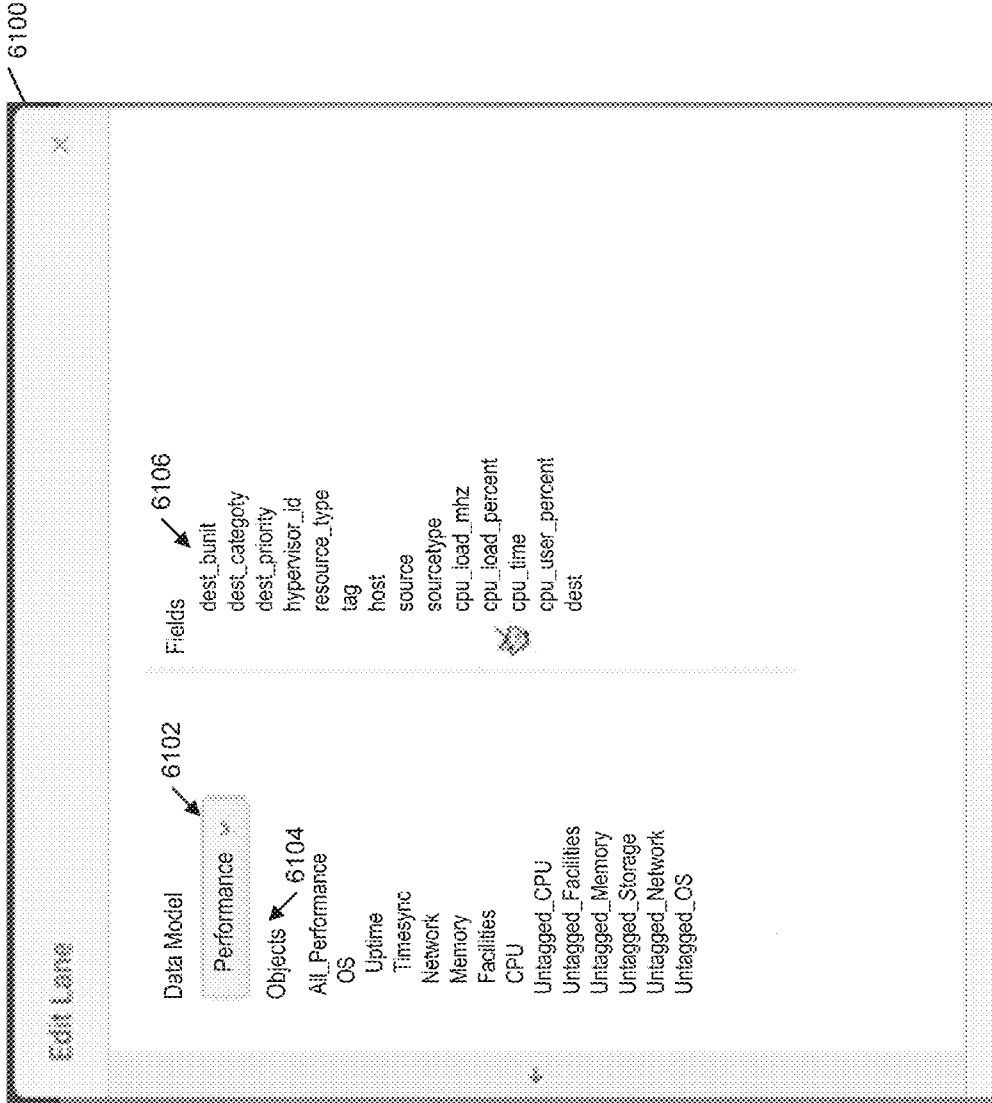 6100
Edit Lane
Data Model
6102
Performance
Objects
6104
All_Performance
OS
Uptime
Timesync
Network
Memory
Facilities
CPU
Untagged_CPU
Untagged_Facilities
Untagged_Memory
Untagged_Storage
Untagged_Network
Untagged_OS
Fields
6106
dest_bunit
dest_categoty
dest_priority
hypervisor_id
resource_type
tag
host
source
sourcetype
cpu_load_mhz
cpu_load_percent
cpu_time
cpu_user_percent
dest